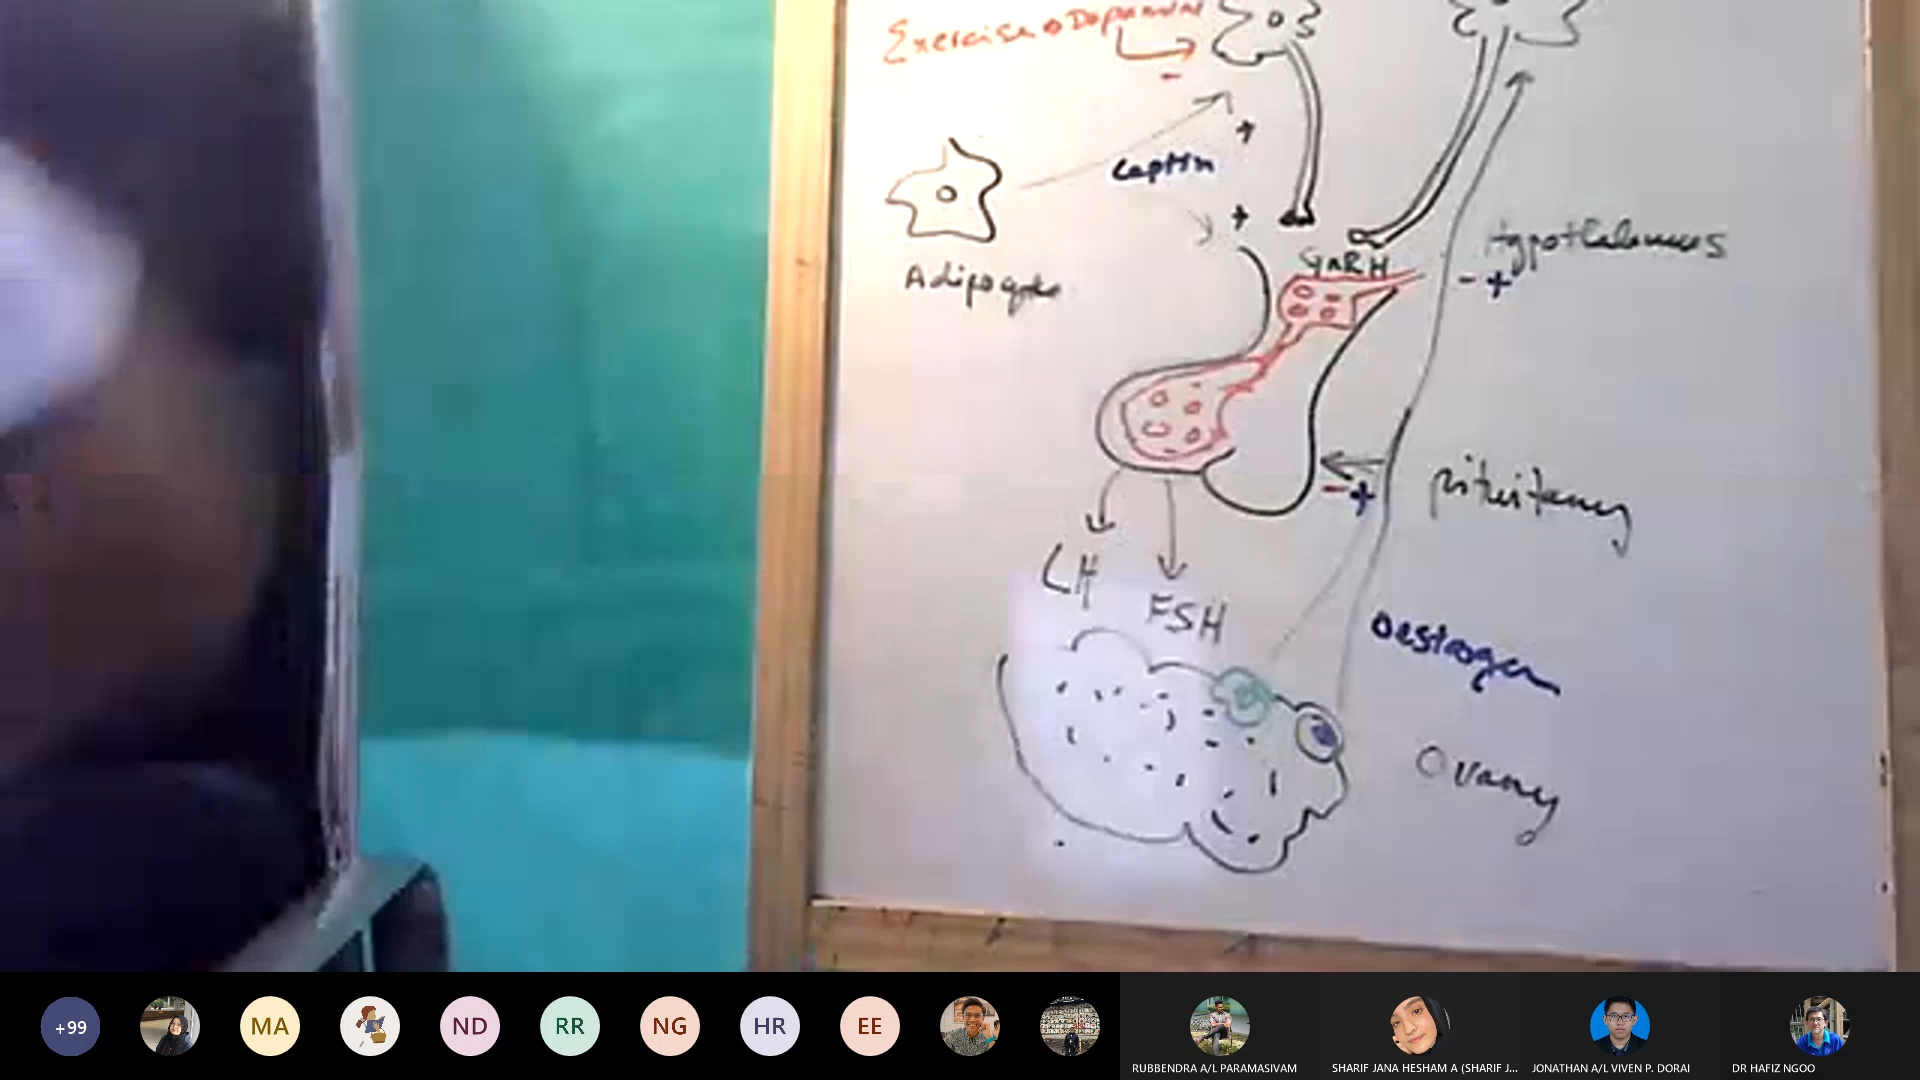 Exercise Dopamine
-
+
Leptin
+
Adipocyte
GnRH
Hypothalamus
- +
- +
pituitary
LH
FSH
Oestrogen
Ovary
+99
MA
ND
RR
NG
HR
EE
RUBBENDRA A/L PARAMASIVAM
SHARIF JANA HESHAM A (SHARIF J...
JONATHAN A/L VIVEN P. DORAI
DR HAFIZ NGOO